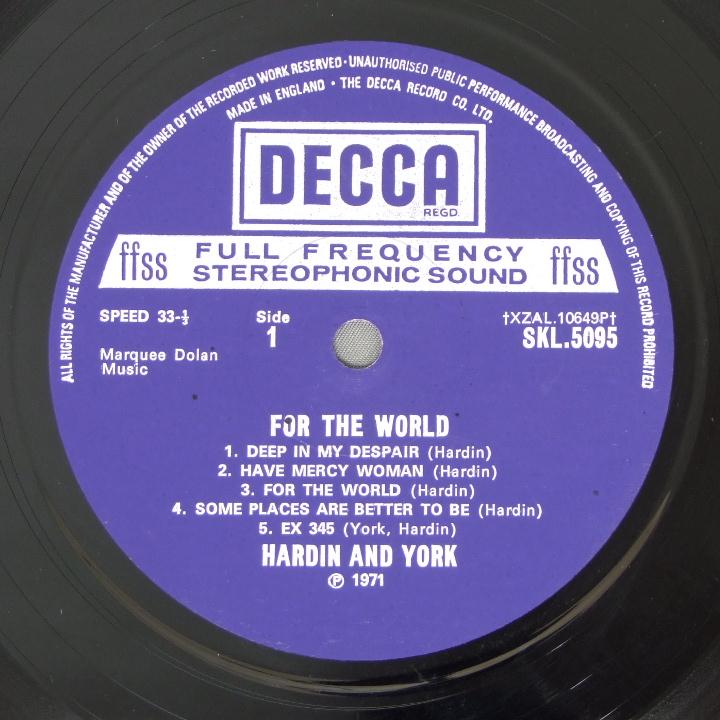 ALL RIGHTS OF THE MANUFACTURER AND OF THE OWNER OF THE RECORDED WORK RESERVED · UNAUTHORISED PUBLIC PERFORMANCE BROADCASTING AND COPYING OF THIS RECORD PROHIBITED
MADE IN ENGLAND · THE DECCA RECORD CO. LTD.
DECCA
REGD.
ffss FULL FREQUENCY ffss
STEREOPHONIC SOUND
SPEED 33-⅓ Side †XZAL.10649P†
1 SKL.5095
Marquee Dolan
Music
FOR THE WORLD
1. DEEP IN MY DESPAIR (Hardin)
2. HAVE MERCY WOMAN (Hardin)
3. FOR THE WORLD (Hardin)
4. SOME PLACES ARE BETTER TO BE (Hardin)
5. EX 345 (York, Hardin)
HARDIN AND YORK
℗ 1971